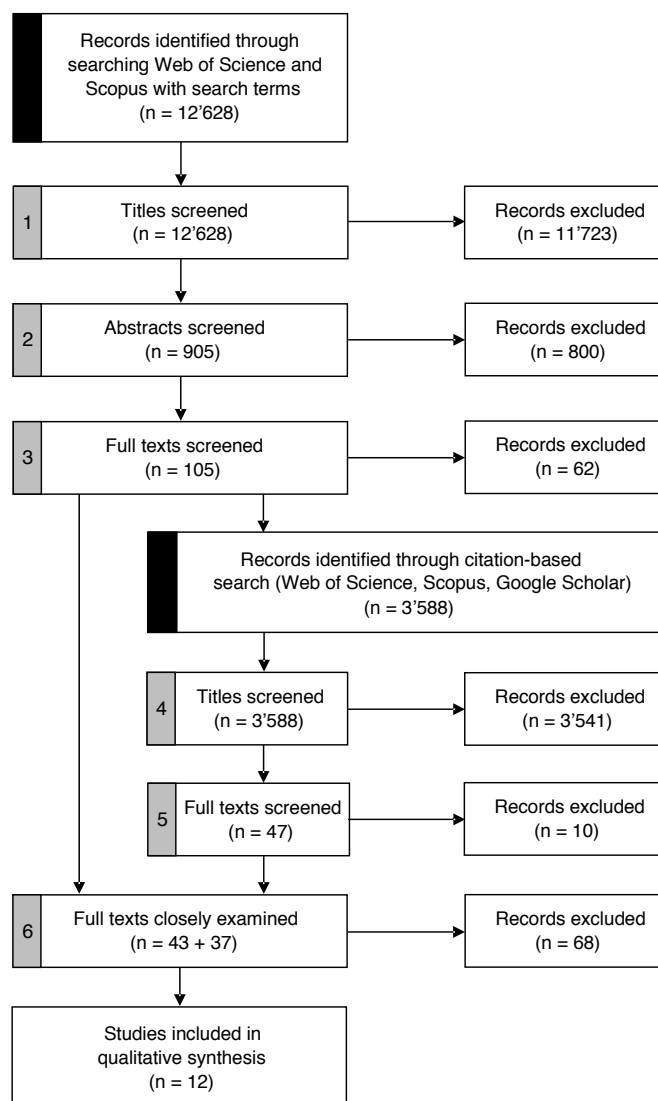 Records identified through
searching Web of Science and
Scopus with search terms
(n = 12’628)
1
Titles screened
(n = 12’628)
Records excluded
(n = 11’723)
2
Abstracts screened
(n = 905)
Records excluded
(n = 800)
3
Full texts screened
(n = 105)
Records excluded
(n = 62)
Records identified through citation-based
search (Web of Science, Scopus, Google Scholar)
(n = 3’588)
4
Titles screened
(n = 3’588)
Records excluded
(n = 3’541)
5
Full texts screened
(n = 47)
Records excluded
(n = 10)
6
Full texts closely examined
(n = 43 + 37)
Records excluded
(n = 68)
Studies included in
qualitative synthesis
(n = 12)